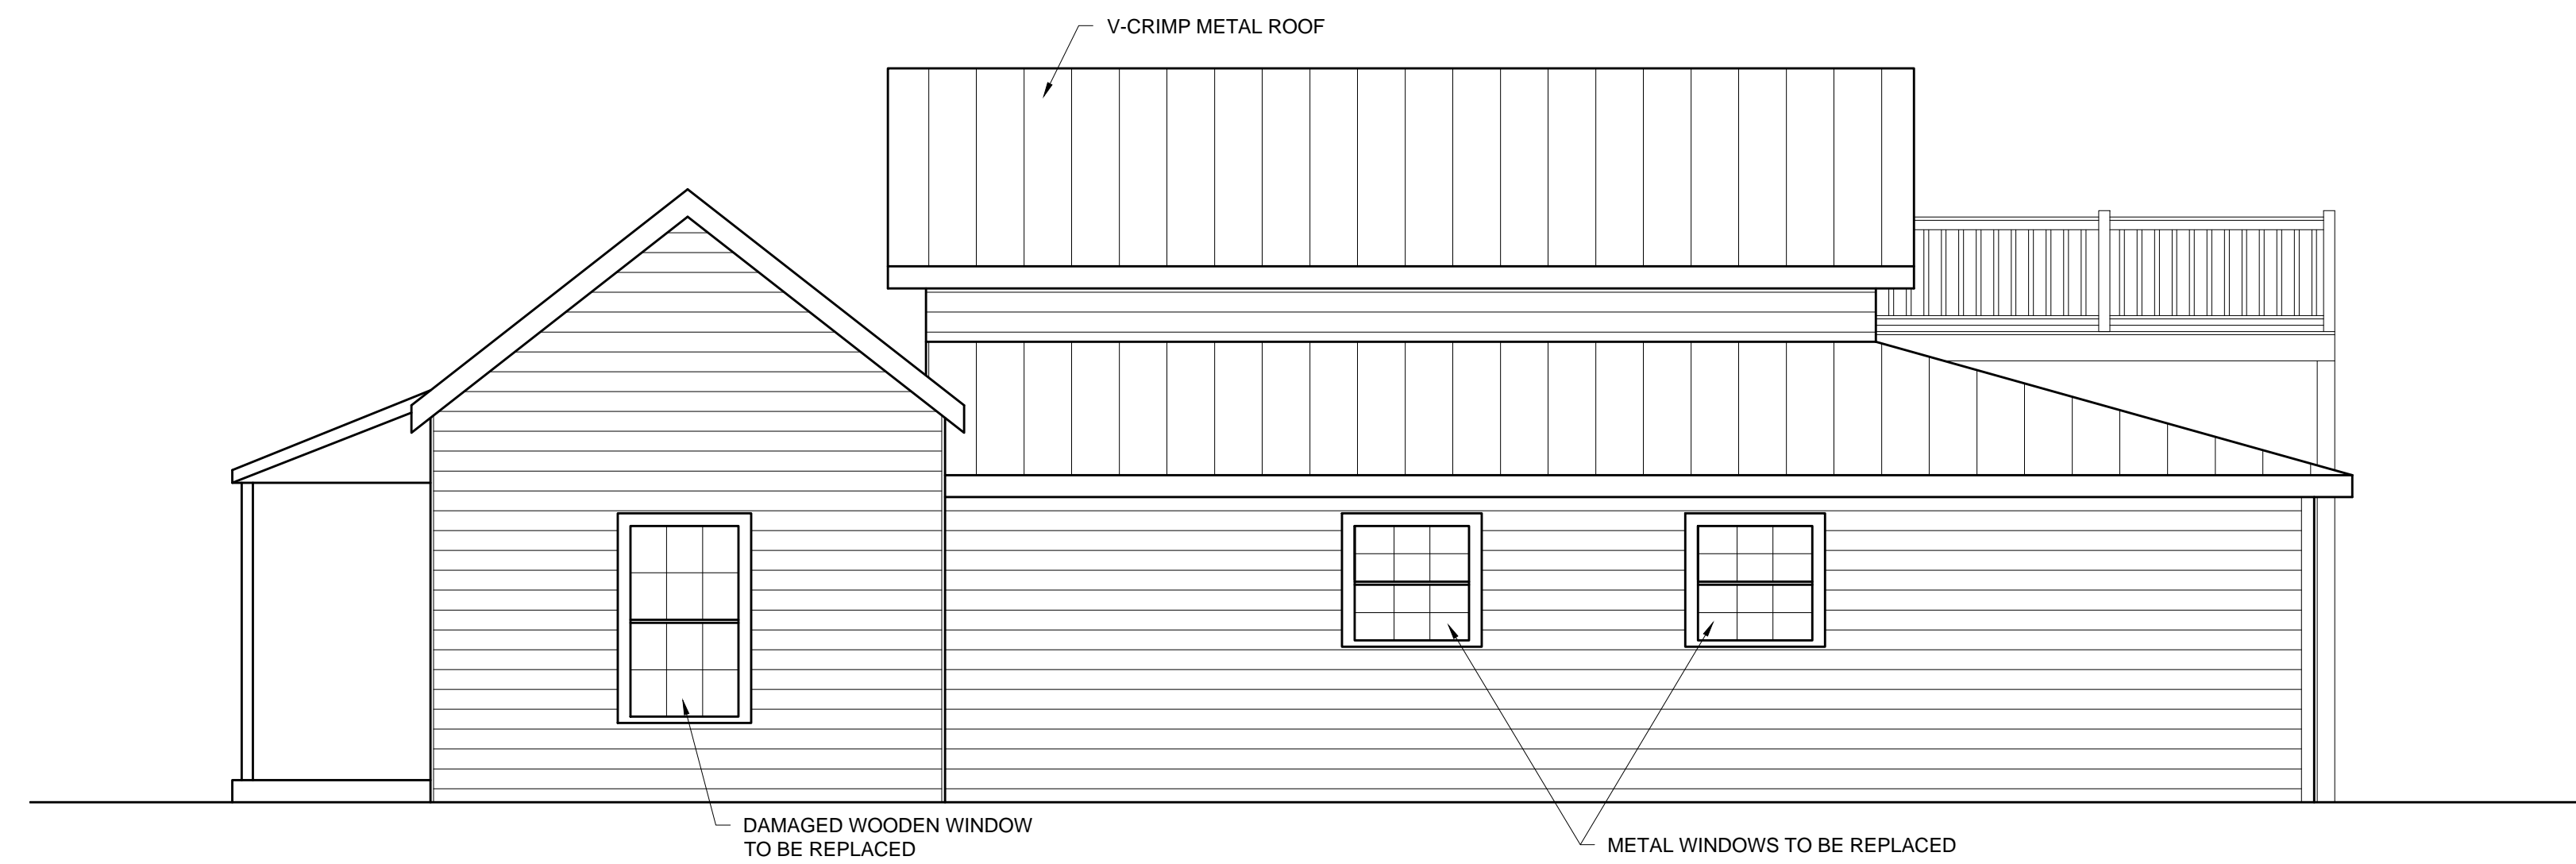 V-CRIMP METAL ROOF
DAMAGED WOODEN WINDOW
TO BE REPLACED
METAL WINDOWS TO BE REPLACED